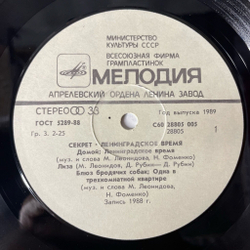 МИНИСТЕРСТВО
КУЛЬТУРЫ СССР
ВСЕСОЮЗНАЯ ФИРМА
ГРАМПЛАСТИНОК
МЕЛОДИЯ
АПРЕЛЕВСКИЙ ОРДЕНА ЛЕНИНА ЗАВОД
СТЕРЕО 33
Год выпуска 1989
ГОСТ 5289-88
С60 28805 005
Гр. 3. 2-25
28805
1
СЕКРЕТ - ЛЕНИНГРАДСКОЕ ВРЕМЯ
Домой; Ленинградское время
(муз. и слова М. Леонидова, Н. Фоменко)
Лиза (М. Леонидов, Д. Рубин - Д. Рубин)
Блюз бродячих собак; Одна в
трехкомнатной квартире
(муз. и слова М. Леонидова,
Н. Фоменко)
Запись 1988 г.